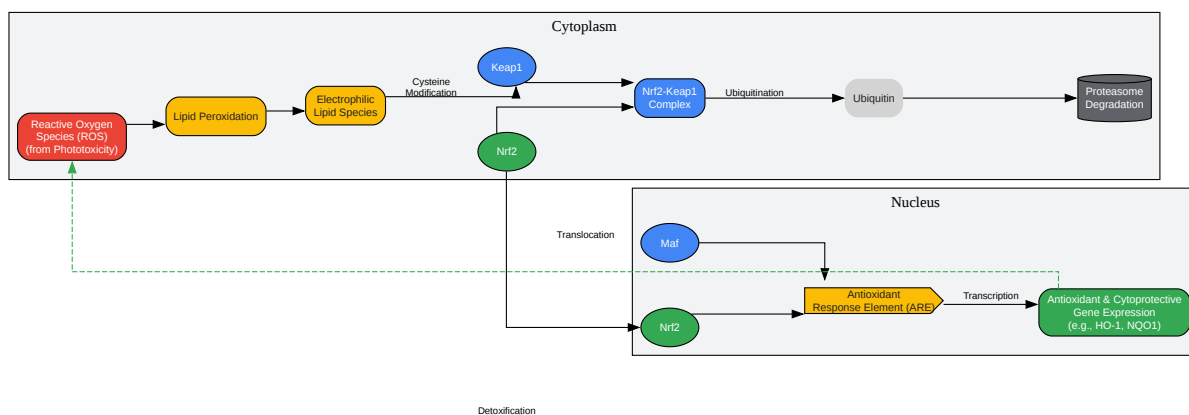 Cytoplasm
Cysteine
Modification
Keap1
Electrophilic
Lipid Species
Nrf2-Keap1
Complex
Ubiquitination
Ubiquitin
Proteasome
Degradation
Lipid Peroxidation
Reactive Oxygen
Species (ROS)
(from Phototoxicity)
Nrf2
Nucleus
Translocation
Maf
Antioxidant
Response Element (ARE)
Transcription
Antioxidant & Cytoprotective
Gene Expression
(e.g., HO-1, NQO1)
Nrf2
Detoxification